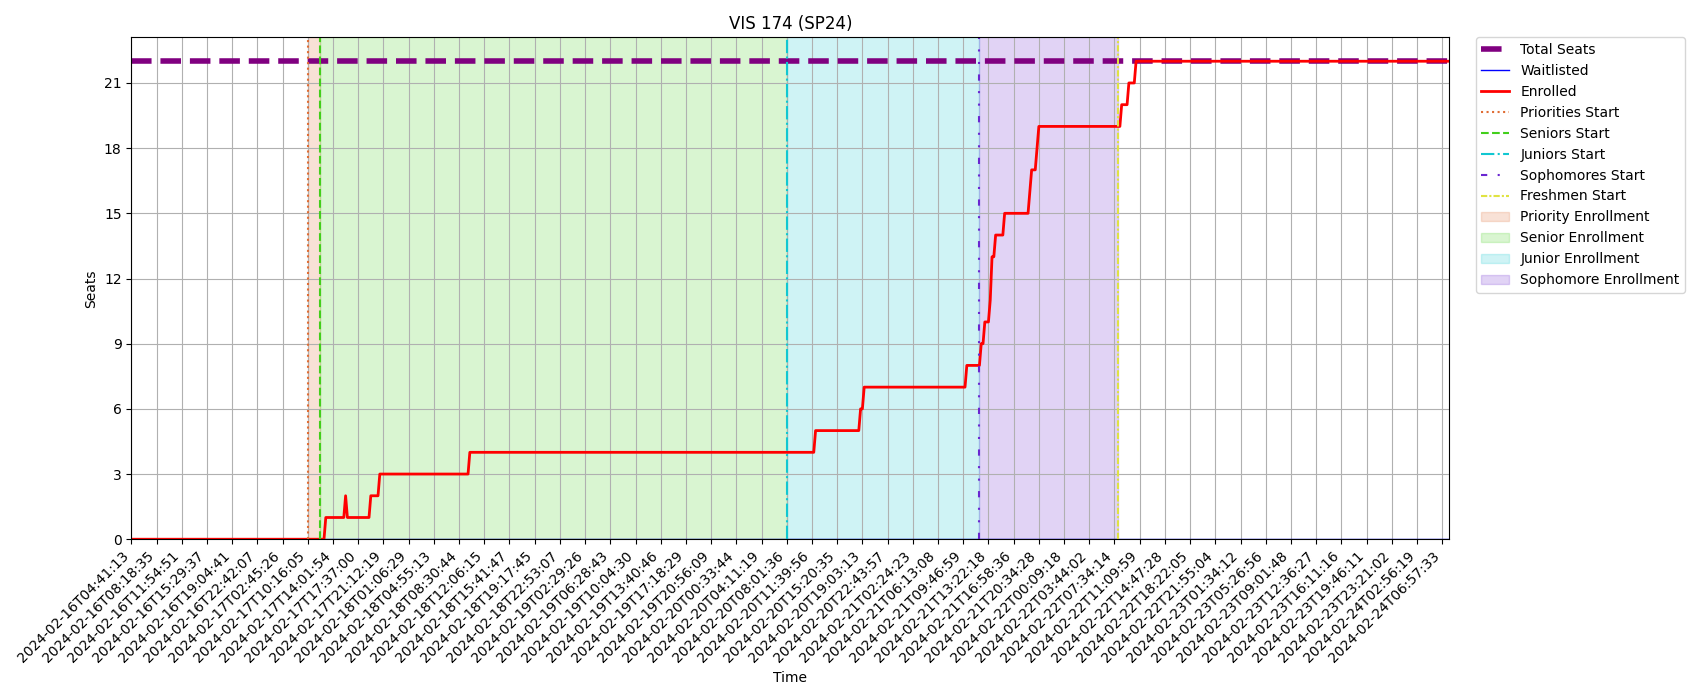 VIS 174 (SP24)
Total Seats
Waitlisted
Enrolled
Priorities Start
Seniors Start
Juniors Start
Sophomores Start
Freshmen Start
Priority Enrollment
Senior Enrollment
Junior Enrollment
Sophomore Enrollment
Seats
21
18
15
12
9
6
3
0
2024-02-16T04:41:13
2024-02-16T08:18:35
2024-02-16T11:54:51
2024-02-16T15:29:37
2024-02-16T19:04:41
2024-02-16T22:42:07
2024-02-17T02:45:26
2024-02-17T10:16:05
2024-02-17T14:01:54
2024-02-17T17:37:00
2024-02-17T21:12:19
2024-02-18T01:06:29
2024-02-18T04:55:13
2024-02-18T08:30:44
2024-02-18T12:06:15
2024-02-18T15:41:47
2024-02-18T19:17:45
2024-02-18T22:53:07
2024-02-19T02:29:26
2024-02-19T06:28:43
2024-02-19T10:04:30
2024-02-19T13:40:46
2024-02-19T17:18:29
2024-02-19T20:56:09
2024-02-20T00:33:44
2024-02-20T04:11:19
2024-02-20T08:01:36
2024-02-20T11:39:56
2024-02-20T15:20:35
2024-02-20T19:03:13
2024-02-20T22:43:57
2024-02-21T02:24:23
2024-02-21T06:13:08
2024-02-21T09:46:59
2024-02-21T13:22:18
2024-02-21T16:58:36
2024-02-21T20:34:28
2024-02-22T00:09:18
2024-02-22T03:44:02
2024-02-22T07:34:14
2024-02-22T11:09:59
2024-02-22T14:47:28
2024-02-22T18:22:05
2024-02-22T21:55:04
2024-02-23T01:34:12
2024-02-23T05:26:56
2024-02-23T09:01:48
2024-02-23T12:36:27
2024-02-23T16:11:16
2024-02-23T19:46:11
2024-02-23T23:21:02
2024-02-24T02:56:19
2024-02-24T06:57:33
Time